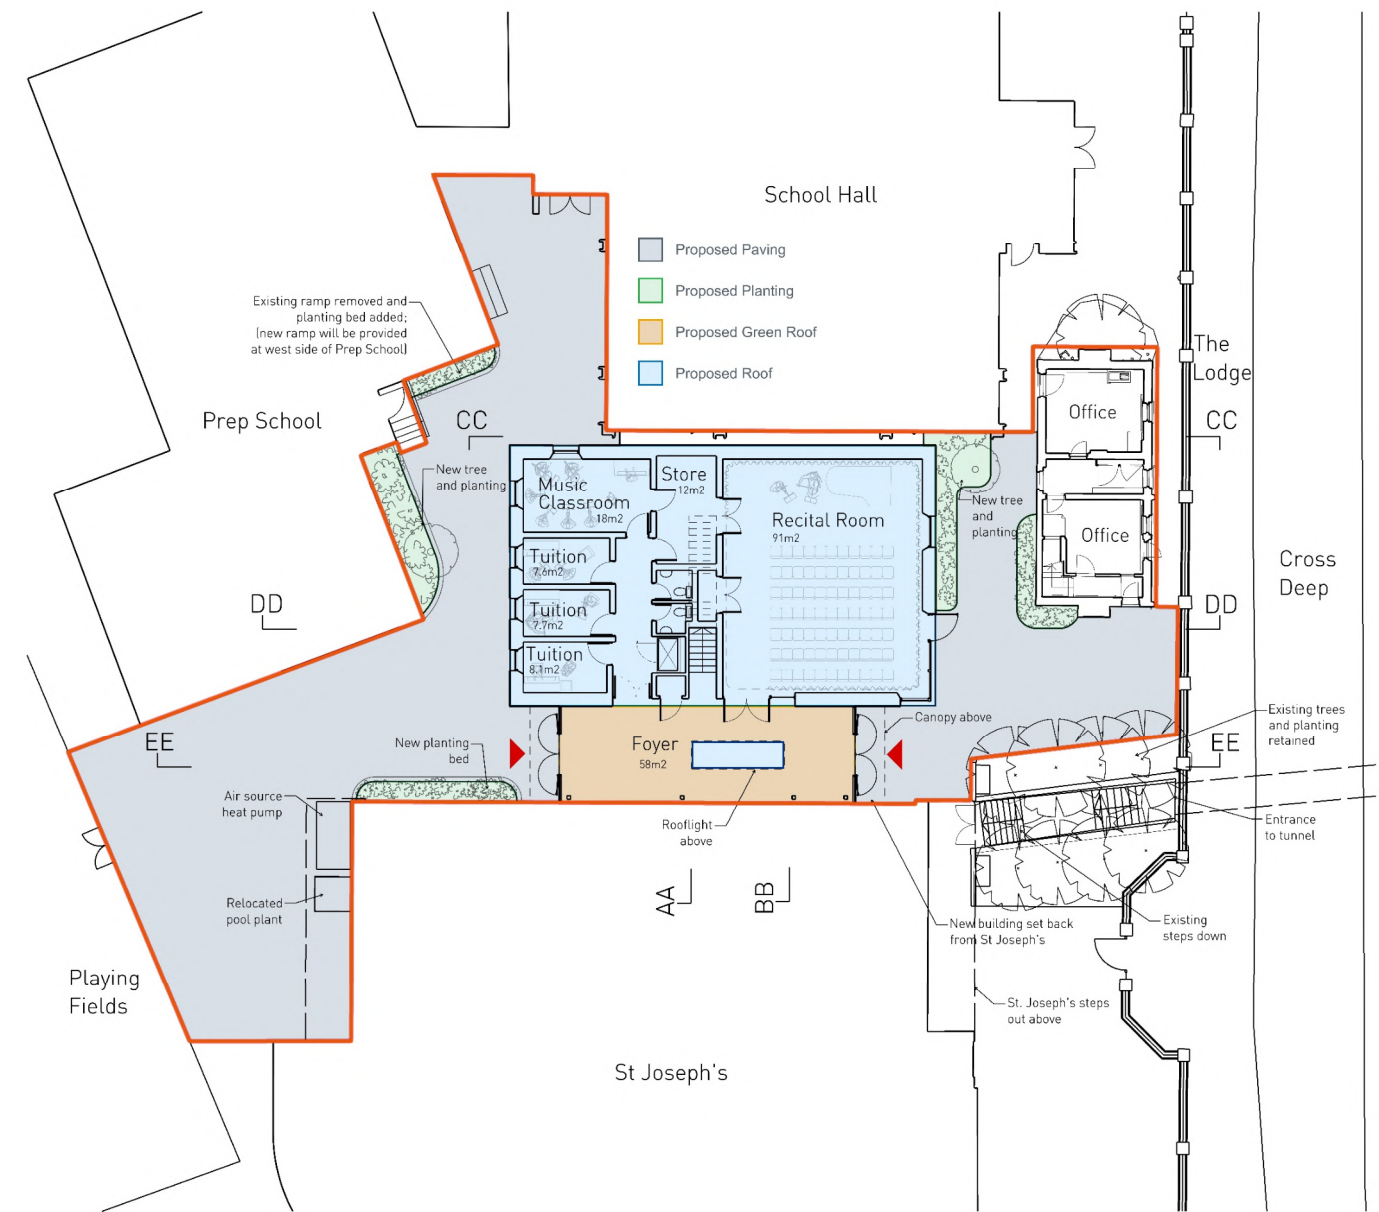 School Hall
Proposed Paving
Proposed Planting
Proposed Green Roof
Proposed Roof
Existing ramp removed and
planting bed added;
(new ramp will be provided
at west side of Prep School)
The
Lodge
Prep School
CC
CC
Office
Office
New tree
and planting
Music
Classroom
18m2
Store
12m2
Recital Room
91m2
New tree
and
planting
Tuition
7.6m2
Tuition
7.7m2
Tuition
8.1m2
Cross
Deep
DD
DD
EE
EE
New planting
bed
Foyer
58m2
Canopy above
Existing trees
and planting
retained
Air source
heat pump
Rooflight
above
Entrance
to tunnel
Relocated
pool plant
AA
BB
New building set back
from St Joseph's
Existing
steps down
Playing
Fields
St. Joseph's steps
out above
St Joseph's